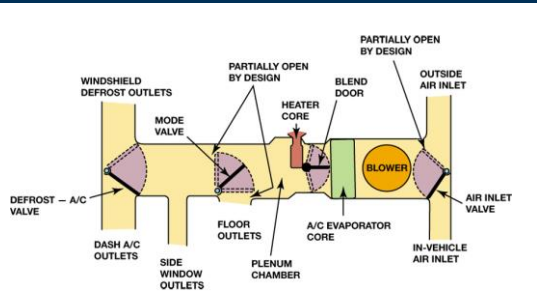 PARTIALLY OPEN
BY DESIGN
OUTSIDE
AIR INLET
PARTIALLY OPEN
BY DESIGN
BLEND
DOOR
WINDSHIELD
DEFROST OUTLETS
HEATER
CORE
MODE
VALVE
BLOWER
DEFROST — A/C
VALVE
AIR INLET
VALVE
FLOOR
OUTLETS
A/C EVAPORATOR
CORE
DASH A/C
OUTLETS
IN-VEHICLE
AIR INLET
SIDE
WINDOW
OUTLETS
PLENUM
CHAMBER